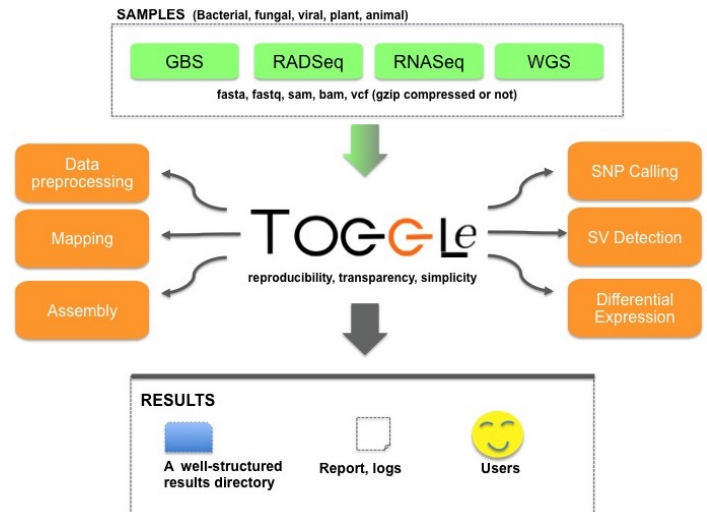 SAMPLES (Bacterial, fungal, viral, plant, animal)
GBS
RADSeq
RNASeq
WGS
fasta, fastq, sam, bam, vcf (gzip compressed or not)
Data
preprocessing
Mapping
Assembly
TOGGLe
reproducibility, transparency, simplicity
SNP Calling
SV Detection
Differential
Expression
RESULTS
A well-structured
results directory
Report, logs
Users